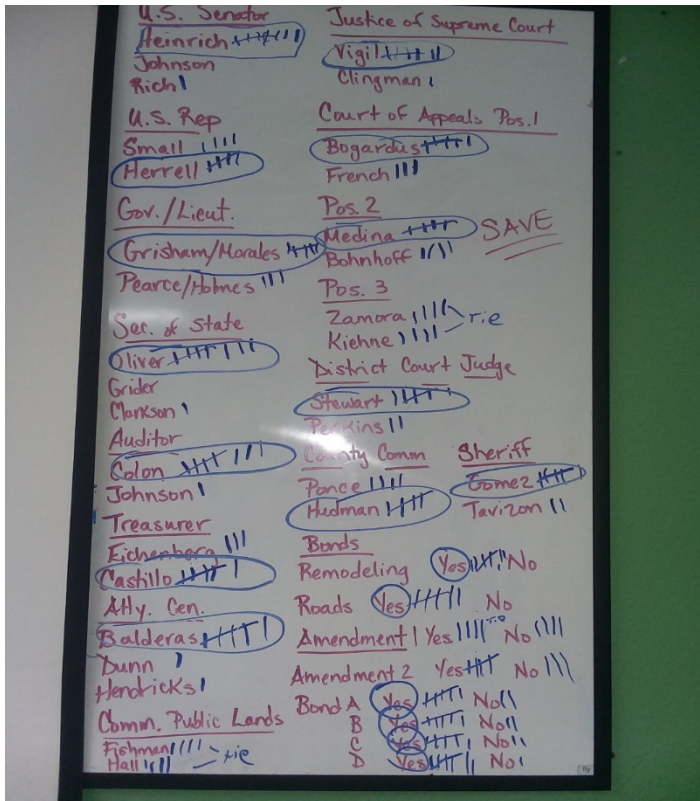 U.S. Senator
Heinrich
Johnson
Rich
U.S. Rep
Small
Herrell
Gov./Lieut.
Grisham/Morales
Pearce/Holmes
Sec. of State
Oliver
Grider
Clarkson
Auditor
Colon
Johnson
Treasurer
Eichenberg
Castillo
Atty. Gen.
Balderas
Dunn
Hendricks
Comm. Public Lands
Fishman
Hall tie
Justice of Supreme Court
Vigil
Clingman
Court of Appeals Pos. 1
Bogardus
French
Pos. 2
Medina
Bohnhoff
SAVE
Pos. 3
Zamora
Kiehne tie
District Court Judge
Stewart
Perkins
County Comm
Ponce
Hudman
Sheriff
Gomez
Tavizon
Bonds
Remodeling Yes No
Roads Yes No
Amendment 1 Yes Tie No
Amendment 2 Yes No
Bond A Yes No
B Yes No
C Yes No
D Yes No